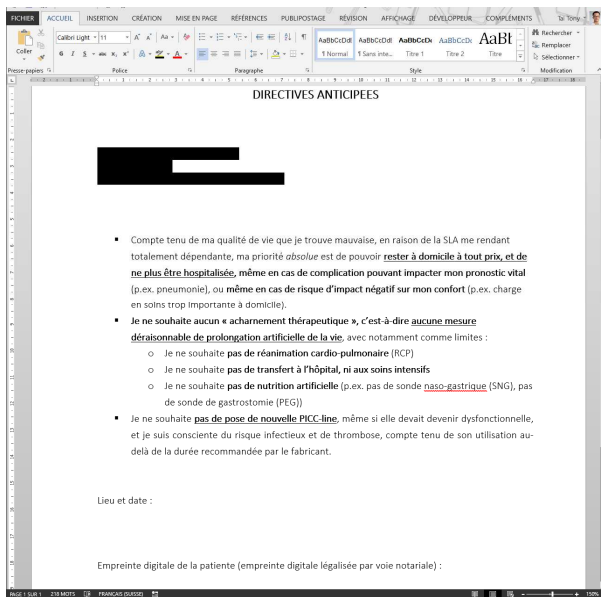 FICHIER ACCUEIL INSERTION CRÉATION MISE EN PAGE RÉFÉRENCES PUBLIPOSTAGE RÉVISION AFFICHAGE DÉVELOPPEUR COMPLÉMENTS Tai Tony
Calibri Light 11 Aa AaBbCcDdI AaBbCcDdI AaBbCcDc AaBbCcDc AaBb Rechercher
Coller G I S abc x₂ x² A A ¶ Normal ¶ Sans inte... Titre 1 Titre 2 Titre Remplacer
Sélectionner
Presse-papiers Police Paragraphe Style Modification
DIRECTIVES ANTICIPEES
▪ Compte tenu de ma qualité de vie que je trouve mauvaise, en raison de la SLA me rendant
totalement dépendante, ma priorité absolue est de pouvoir rester à domicile à tout prix, et de
ne plus être hospitalisée, même en cas de complication pouvant impacter mon pronostic vital
(p.ex. pneumonie), ou même en cas de risque d'impact négatif sur mon confort (p.ex. charge
en soins trop importante à domicile).
▪ Je ne souhaite aucun « acharnement thérapeutique », c'est-à-dire aucune mesure
déraisonnable de prolongation artificielle de la vie, avec notamment comme limites :
o Je ne souhaite pas de réanimation cardio-pulmonaire (RCP)
o Je ne souhaite pas de transfert à l'hôpital, ni aux soins intensifs
o Je ne souhaite pas de nutrition artificielle (p.ex. pas de sonde naso-gastrique (SNG), pas
de sonde de gastrostomie (PEG))
▪ Je ne souhaite pas de pose de nouvelle PICC-line, même si elle devait devenir dysfonctionnelle,
et je suis consciente du risque infectieux et de thrombose, compte tenu de son utilisation au-
delà de la durée recommandée par le fabricant.
Lieu et date :
Empreinte digitale de la patiente (empreinte digitale légalisée par voie notariale) :
PAGE 1 SUR 1 218 MOTS FRANÇAIS (SUISSE) 150%